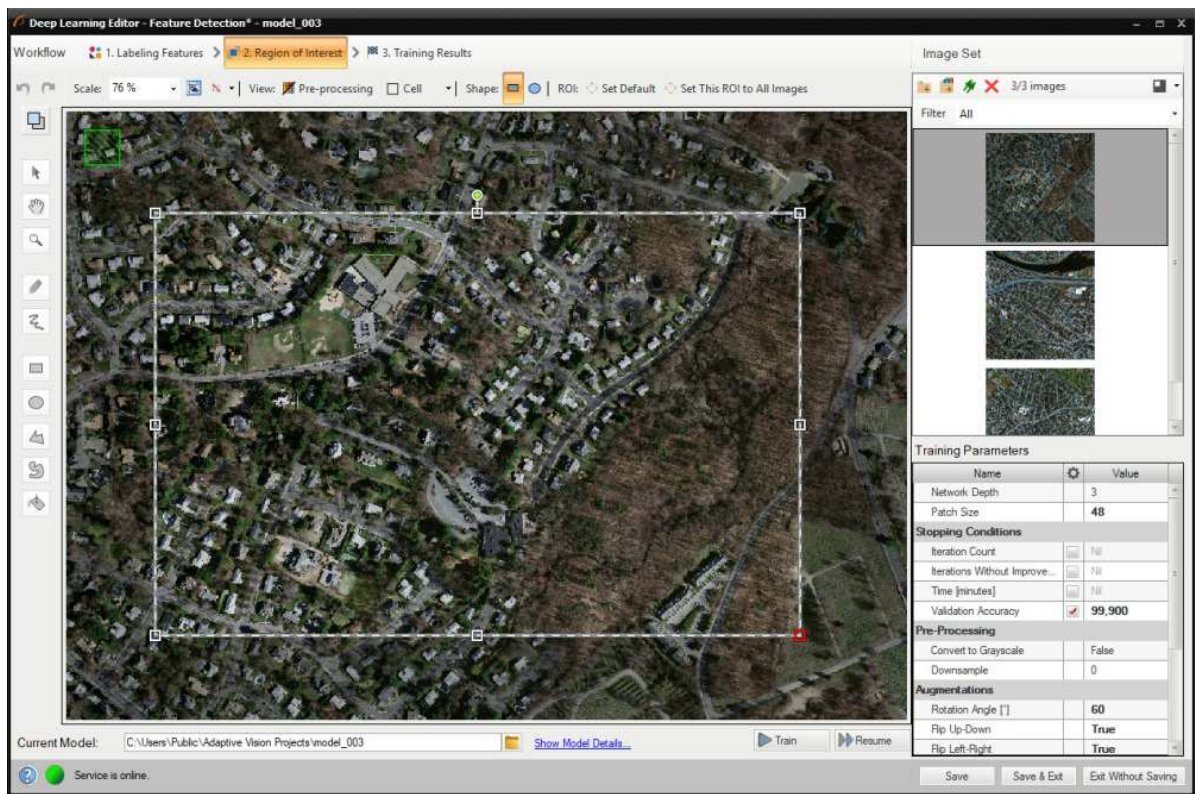 Deep Learning Editor - Feature Detection* - model_003
Workflow 1. Labeling Features 2. Region of Interest 3. Training Results
Image Set
Scale: 76 % View: Pre-processing Cell Shape: ROI: Set Default Set This ROI to All Images
3/3 images
Filter All
Training Parameters
Name Value
Network Depth 3
Patch Size 48
Stopping Conditions
Iteration Count Nil
Iterations Without Improve... Nil
Time [minutes] Nil
Validation Accuracy 99,900
Pre-Processing
Convert to Grayscale False
Downsample 0
Augmentations
Rotation Angle [°] 60
Flip Up-Down True
Flip Left-Right True
Current Model: C:\Users\Public\Adaptive Vision Projects\model_003 Show Model Details... Train Resume
Service is online. Save Save & Exit Exit Without Saving